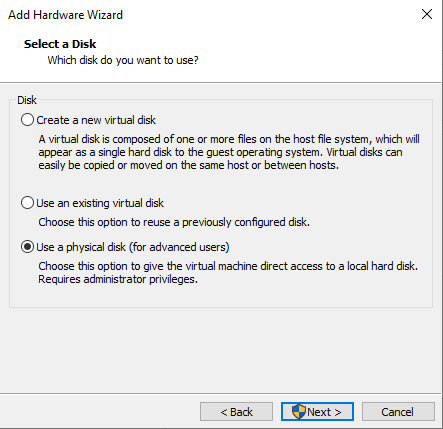 Add Hardware Wizard
Select a Disk
Which disk do you want to use?
Disk
Create a new virtual disk
A virtual disk is composed of one or more files on the host file system, which will
appear as a single hard disk to the guest operating system. Virtual disks can
easily be copied or moved on the same host or between hosts.
Use an existing virtual disk
Choose this option to reuse a previously configured disk.
Use a physical disk (for advanced users)
Choose this option to give the virtual machine direct access to a local hard disk.
Requires administrator privileges.
< Back
Next >
Cancel